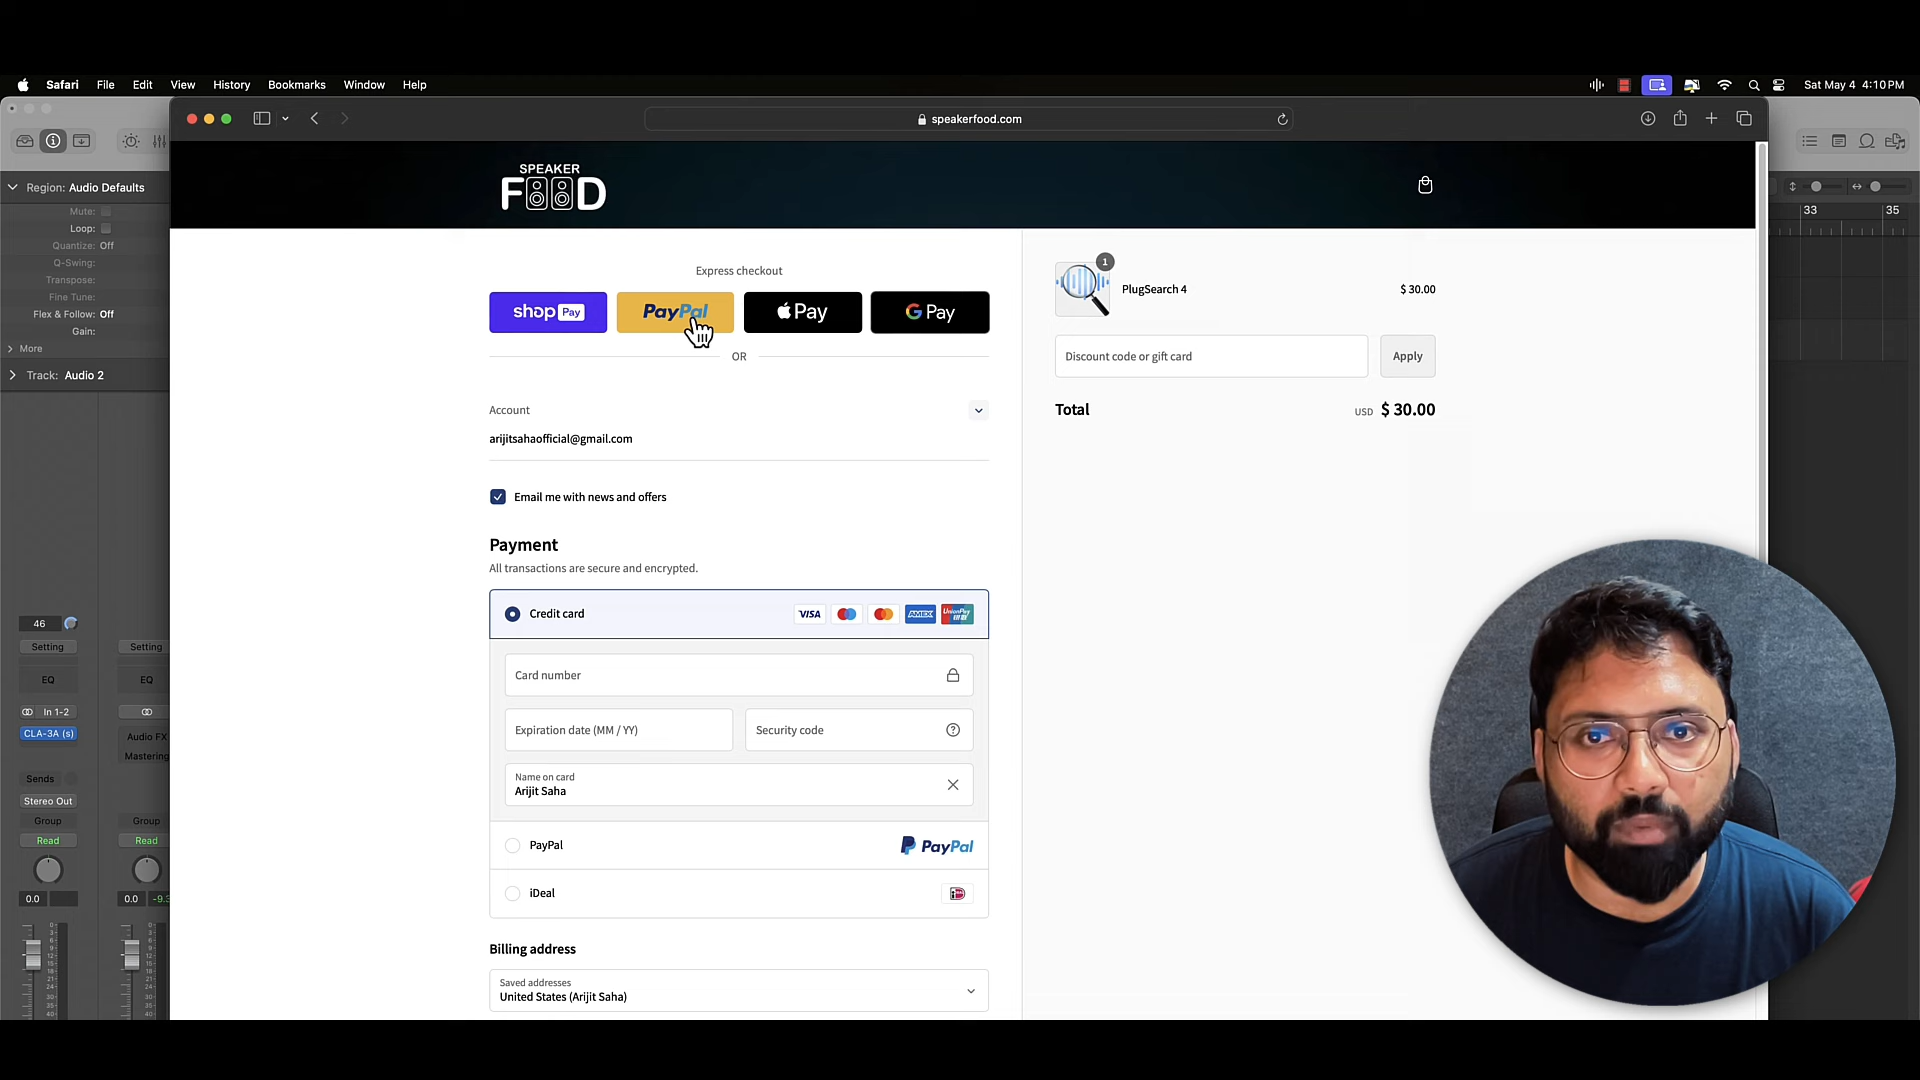 Safari File Edit View History Bookmarks Window Help
Sat May 4 4:10 PM
speakerfood.com
Region: Audio Defaults
Mute:
Loop:
Quantize: Off
Q-Swing:
Transpose:
Fine Tune:
Flex & Follow: Off
Gain:
More
Track: Audio 2
46
Setting
Setting
EQ
EQ
In 1-2
CLA-3A (s)
Audio FX
Mastering
Sends
Stereo Out
Group
Group
Read
Read
0.0
0.0 -9.3
33 35
SPEAKER
FOOD
Express checkout
shop Pay
PayPal
Pay
G Pay
OR
Account
arijitsahaofficial@gmail.com
Email me with news and offers
Payment
All transactions are secure and encrypted.
Credit card
VISA
AMEX
UnionPay
Card number
Expiration date (MM / YY)
Security code
Name on card
Arijit Saha
PayPal
PayPal
iDeal
Billing address
Saved addresses
United States (Arijit Saha)
1
PlugSearch 4
$ 30.00
Discount code or gift card
Apply
Total
USD $ 30.00